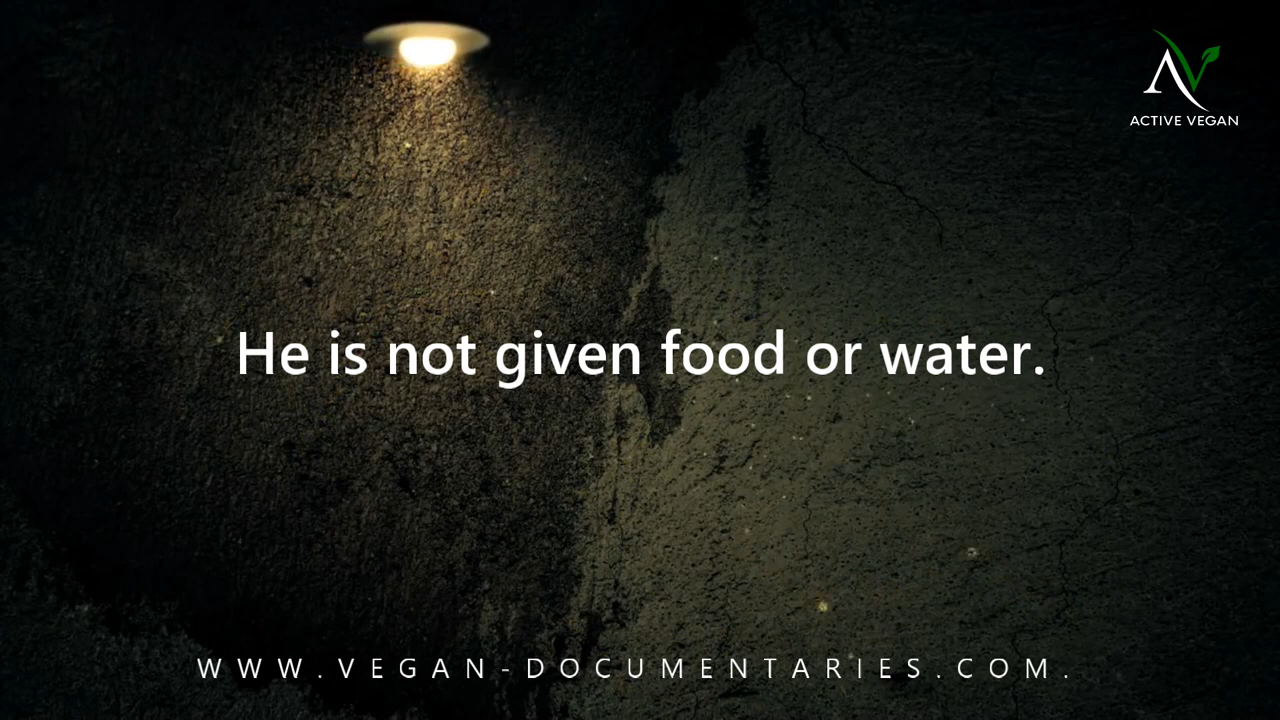 ACTIVE VEGAN
He is not given food or water.
WWW.VEGAN-DOCUMENTARIES.COM.